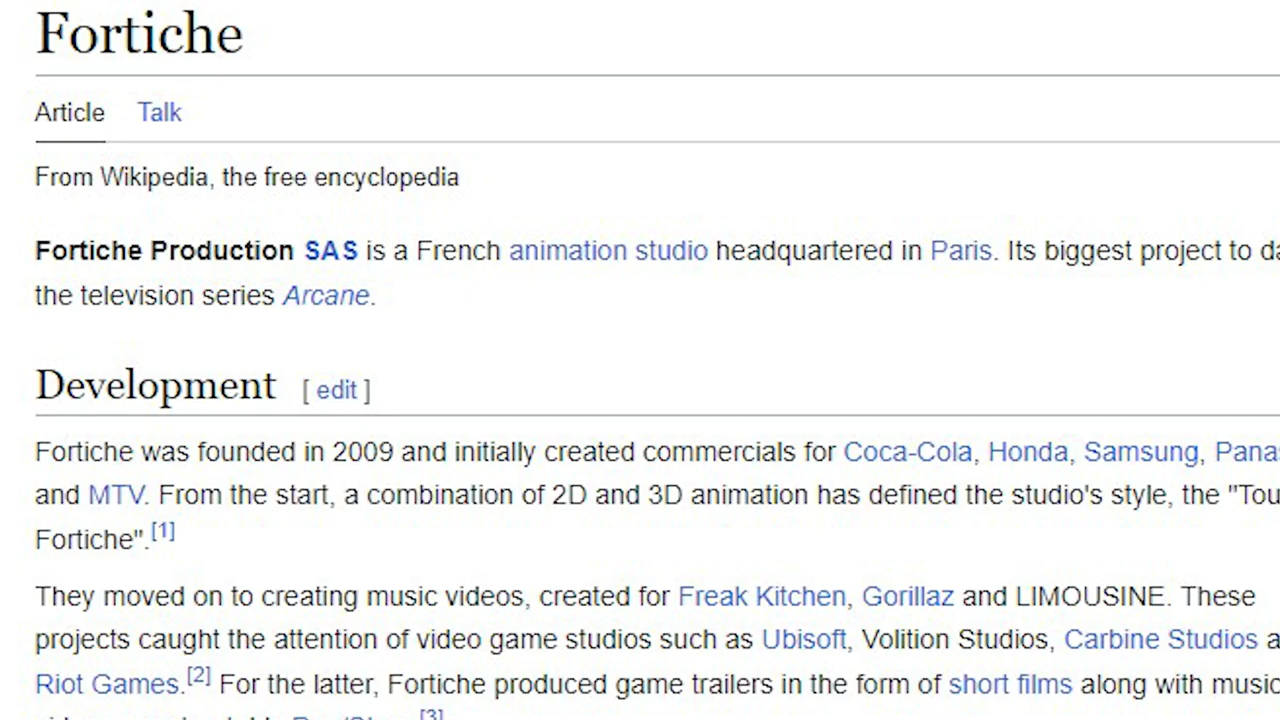 Fortiche
Article Talk
From Wikipedia, the free encyclopedia
Fortiche Production SAS is a French animation studio headquartered in Paris. Its biggest project to
the television series Arcane.
Development [ edit ]
Fortiche was founded in 2009 and initially created commercials for Coca-Cola, Honda, Samsung,
and MTV. From the start, a combination of 2D and 3D animation has defined the studio's style, the
Fortiche".[1]
They moved on to creating music videos, created for Freak Kitchen, Gorillaz and LIMOUSINE. These
projects caught the attention of video game studios such as Ubisoft, Volition Studios, Carbine Studios
Riot Games.[2] For the latter, Fortiche produced game trailers in the form of short films along with music
[3]